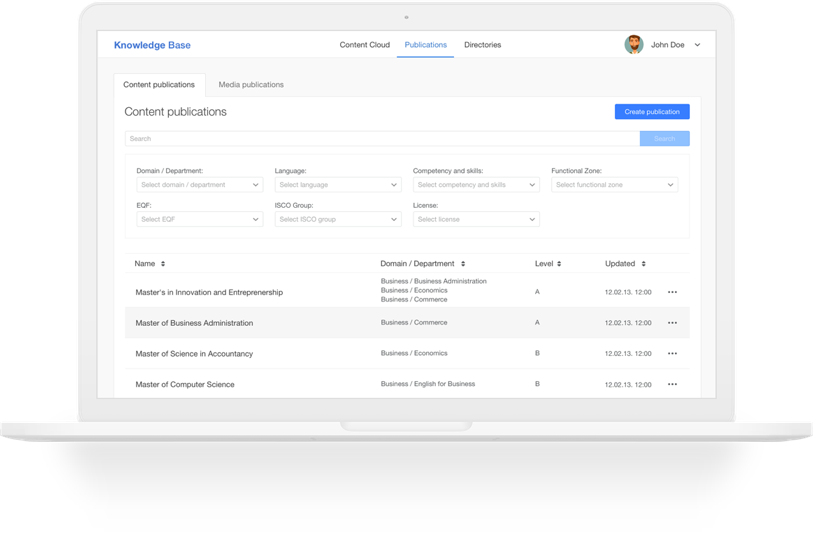 Knowledge Base
Content Cloud Publications Directories
John Doe
Content publications Media publications
Content publications
Create publication
Search Search
Domain / Department: Language: Competency and skills: Functional Zone:
Select domain / department Select language Select competency and skills Select functional zone
EQF: ISCO Group: License:
Select EQF Select ISCO group Select license
Name Domain / Department Level Updated
Business / Business Administration
Master's in Innovation and Entreprenership Business / Economics A 12.02.13. 12:00
Business / Commerce
Master of Business Administration Business / Commerce A 12.02.13. 12:00
Master of Science in Accountancy Business / Economics B 12.02.13. 12:00
Master of Computer Science Business / English for Business B 12.02.13. 12:00